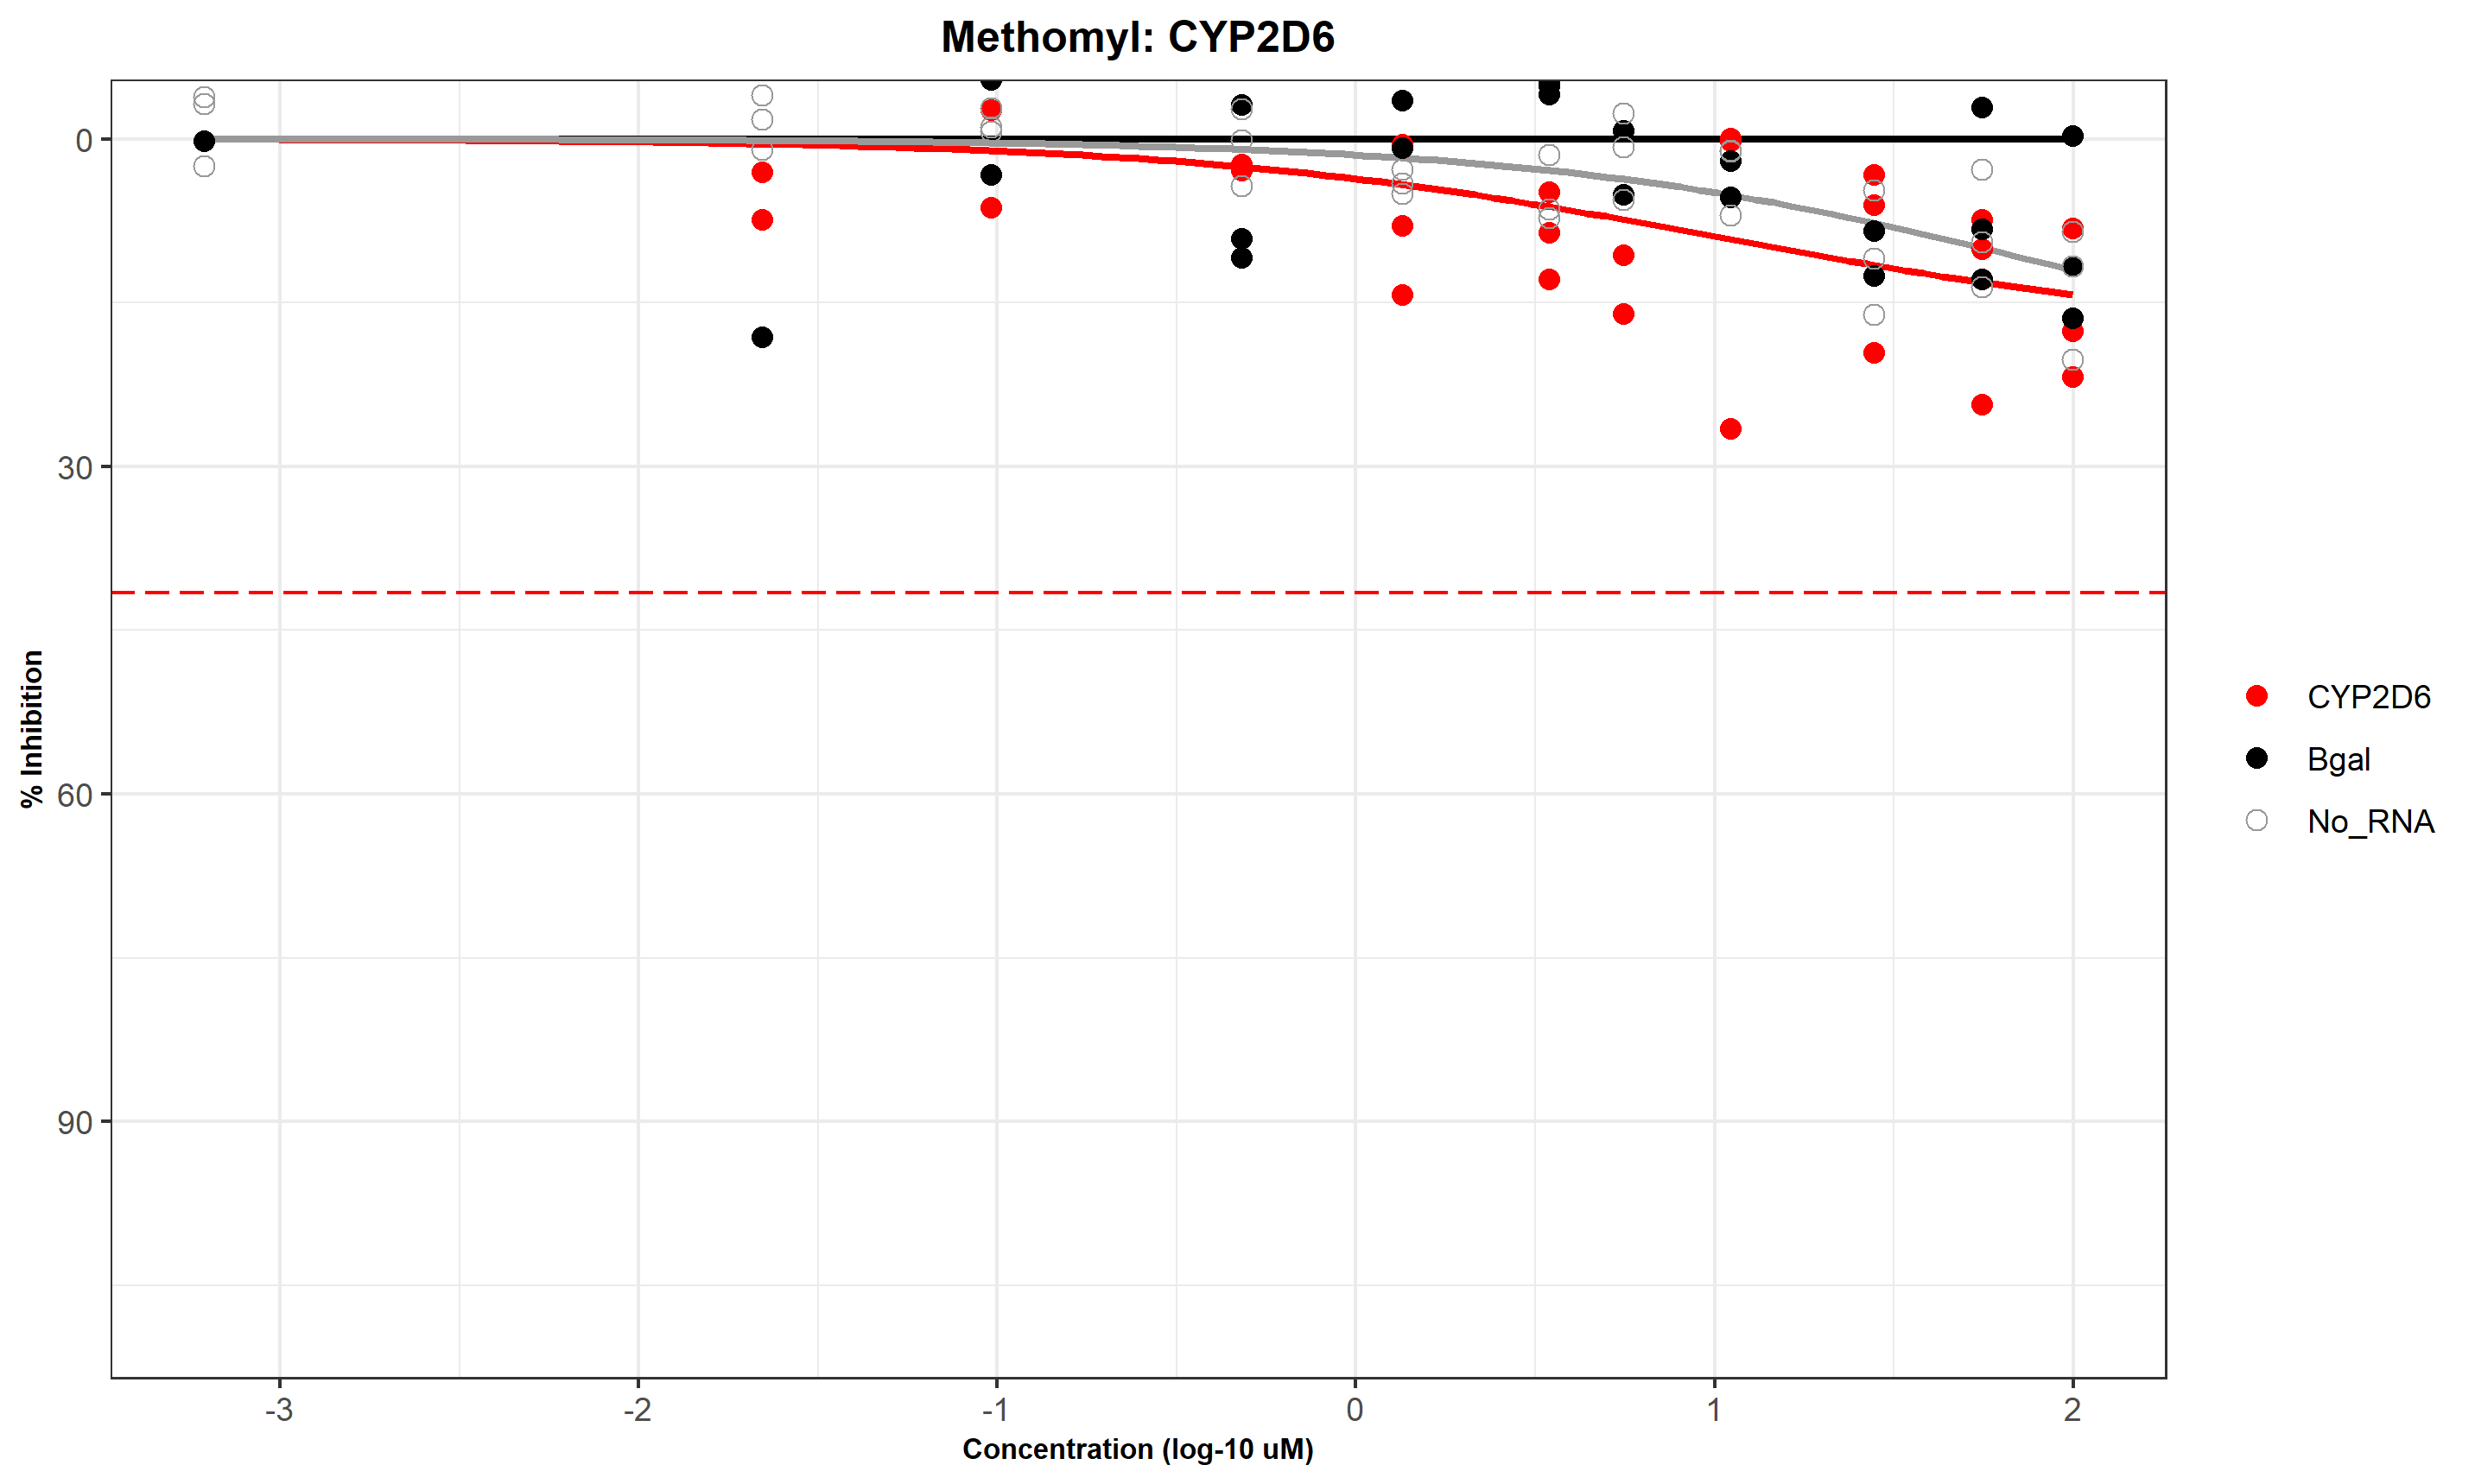 Methomyl: CYP2D6
% Inhibition
0
30
60
90
-3
-2
-1
0
1
2
Concentration (log-10 uM)
CYP2D6
Bgal
No_RNA